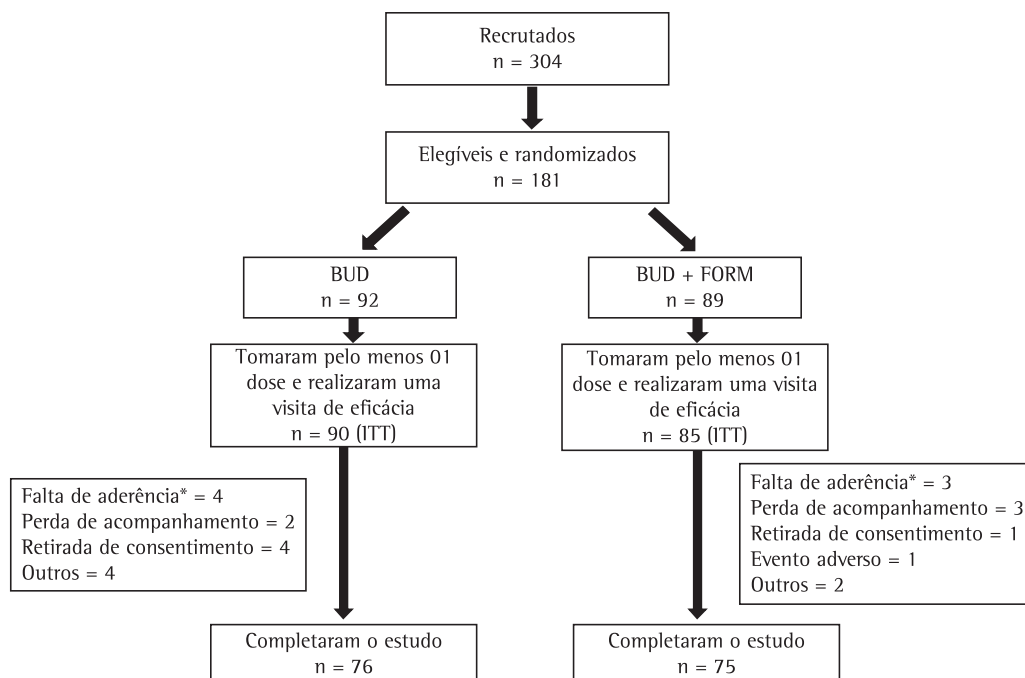 Recrutados
n = 304
Elegíveis e randomizados
n = 181
BUD
n = 92
BUD + FORM
n = 89
Tomaram pelo menos 01
dose e realizaram uma
visita de eficácia
n = 90 (ITT)
Tomaram pelo menos 01
dose e realizaram uma visita
de eficácia
n = 85 (ITT)
Falta de aderência* = 4
Perda de acompanhamento = 2
Retirada de consentimento = 4
Outros = 4
Falta de aderência* = 3
Perda de acompanhamento = 3
Retirada de consentimento = 1
Evento adverso = 1
Outros = 2
Completaram o estudo
n = 76
Completaram o estudo
n = 75